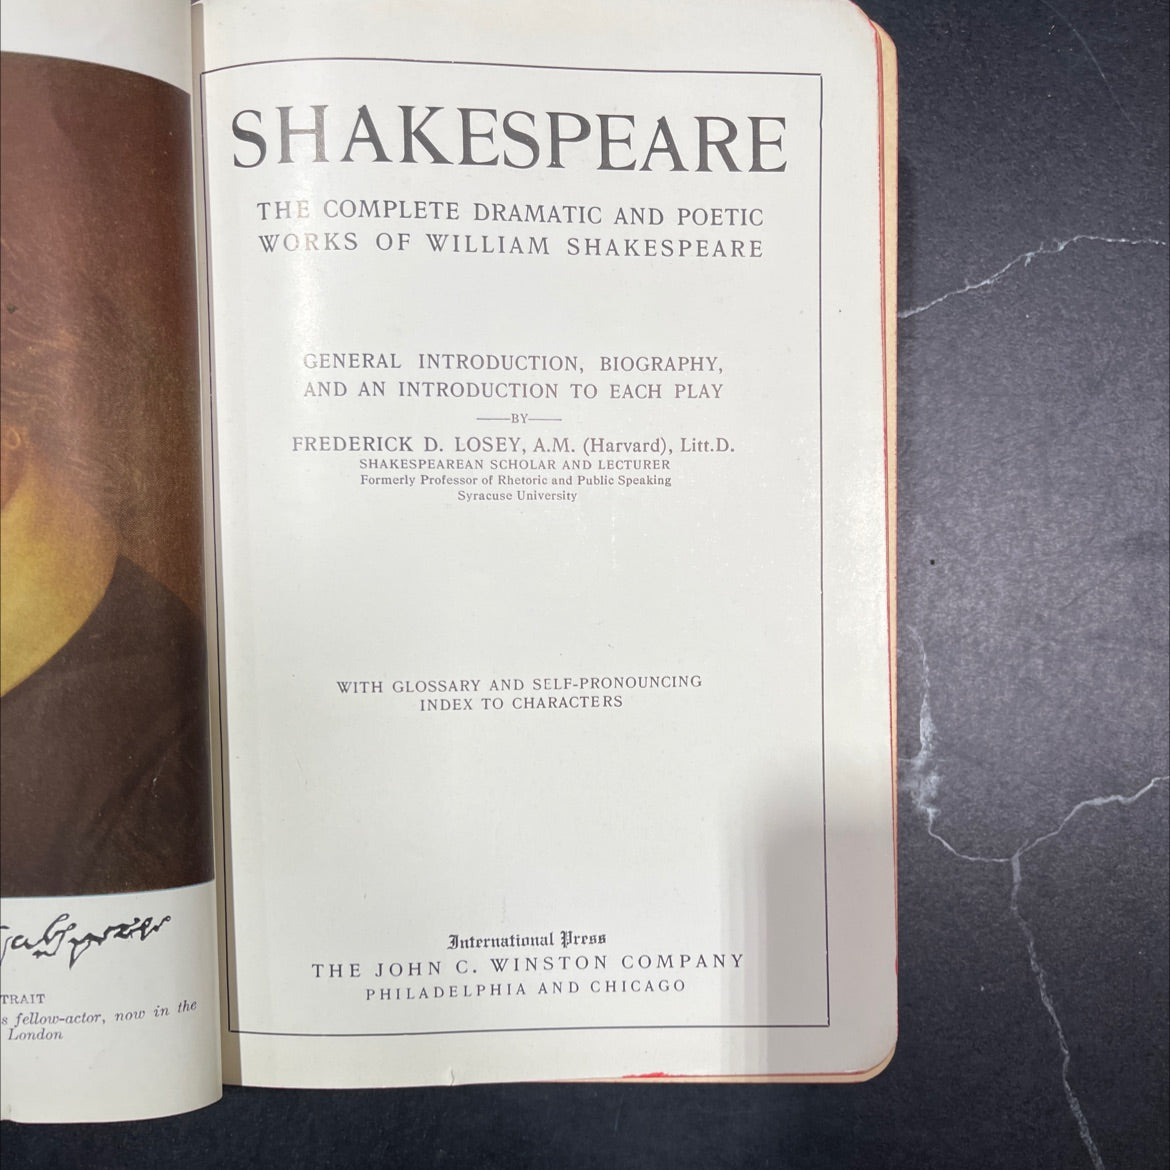 TRAIT
s fellow-actor, now in the
London
SHAKESPEARE
THE COMPLETE DRAMATIC AND POETIC
WORKS OF WILLIAM SHAKESPEARE
GENERAL INTRODUCTION, BIOGRAPHY,
AND AN INTRODUCTION TO EACH PLAY
BY
FREDERICK D. LOSEY, A.M. (Harvard), Litt.D.
SHAKESPEAREAN SCHOLAR AND LECTURER
Formerly Professor of Rhetoric and Public Speaking
Syracuse University
WITH GLOSSARY AND SELF-PRONOUNCING
INDEX TO CHARACTERS
International Press
THE JOHN C. WINSTON COMPANY
PHILADELPHIA AND CHICAGO